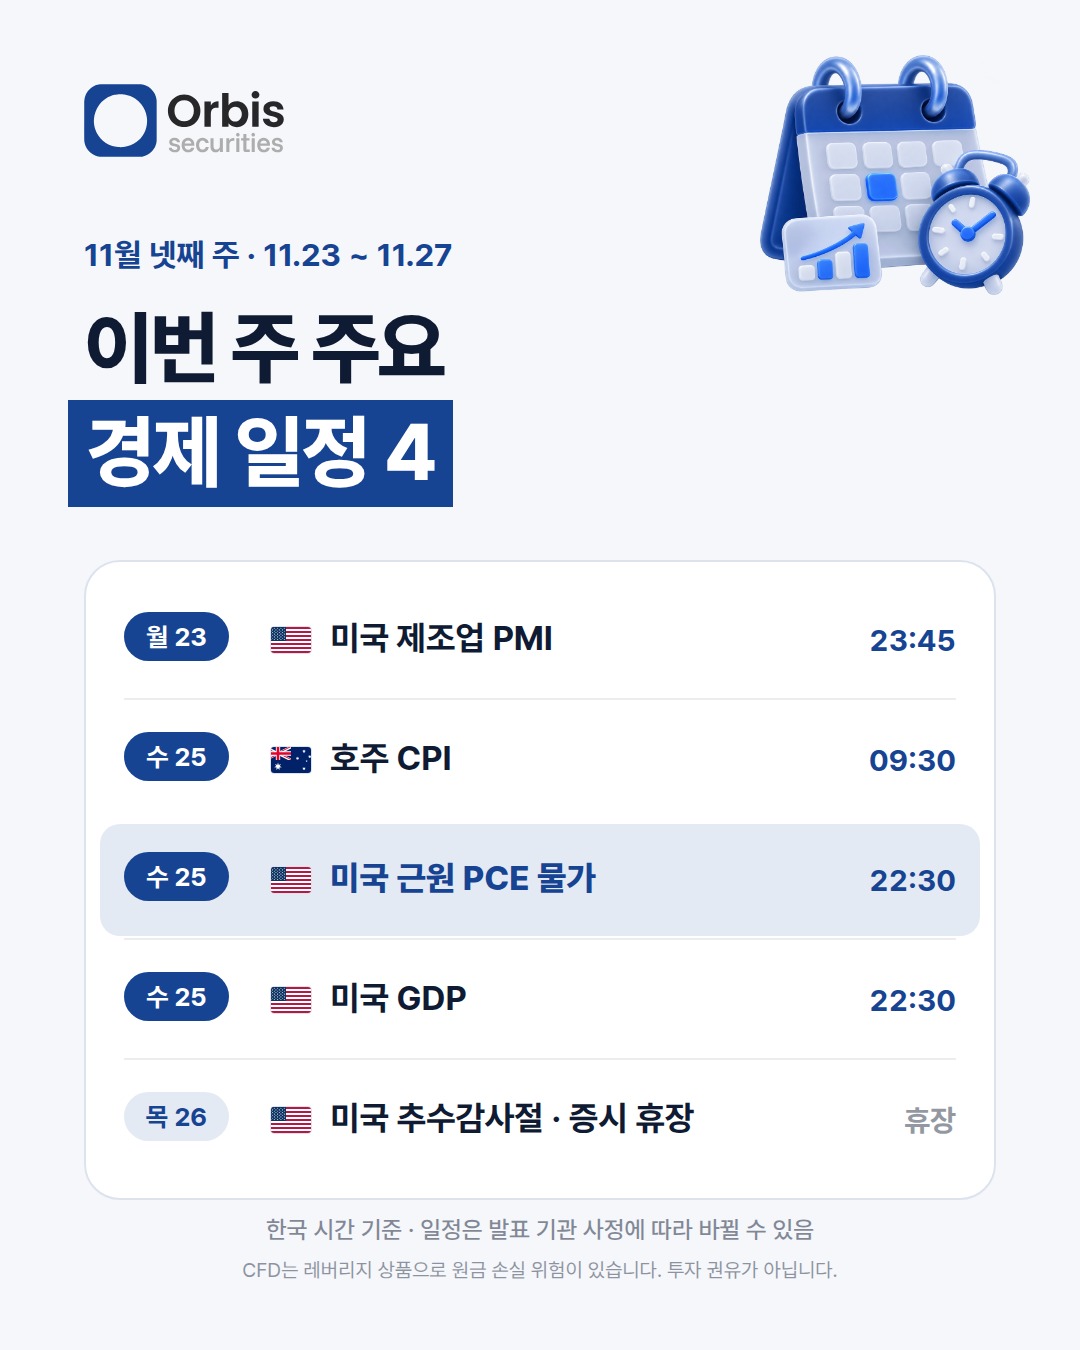 Orbis
securities
11월 넷째 주 · 11.23 ~ 11.27
이번 주 주요
경제 일정 4
월 23 미국 제조업 PMI 23:45
수 25 호주 CPI 09:30
수 25 미국 근원 PCE 물가 22:30
수 25 미국 GDP 22:30
목 26 미국 추수감사절 · 증시 휴장 휴장
한국 시간 기준 · 일정은 발표 기관 사정에 따라 바뀔 수 있음
CFD는 레버리지 상품으로 원금 손실 위험이 있습니다. 투자 권유가 아닙니다.